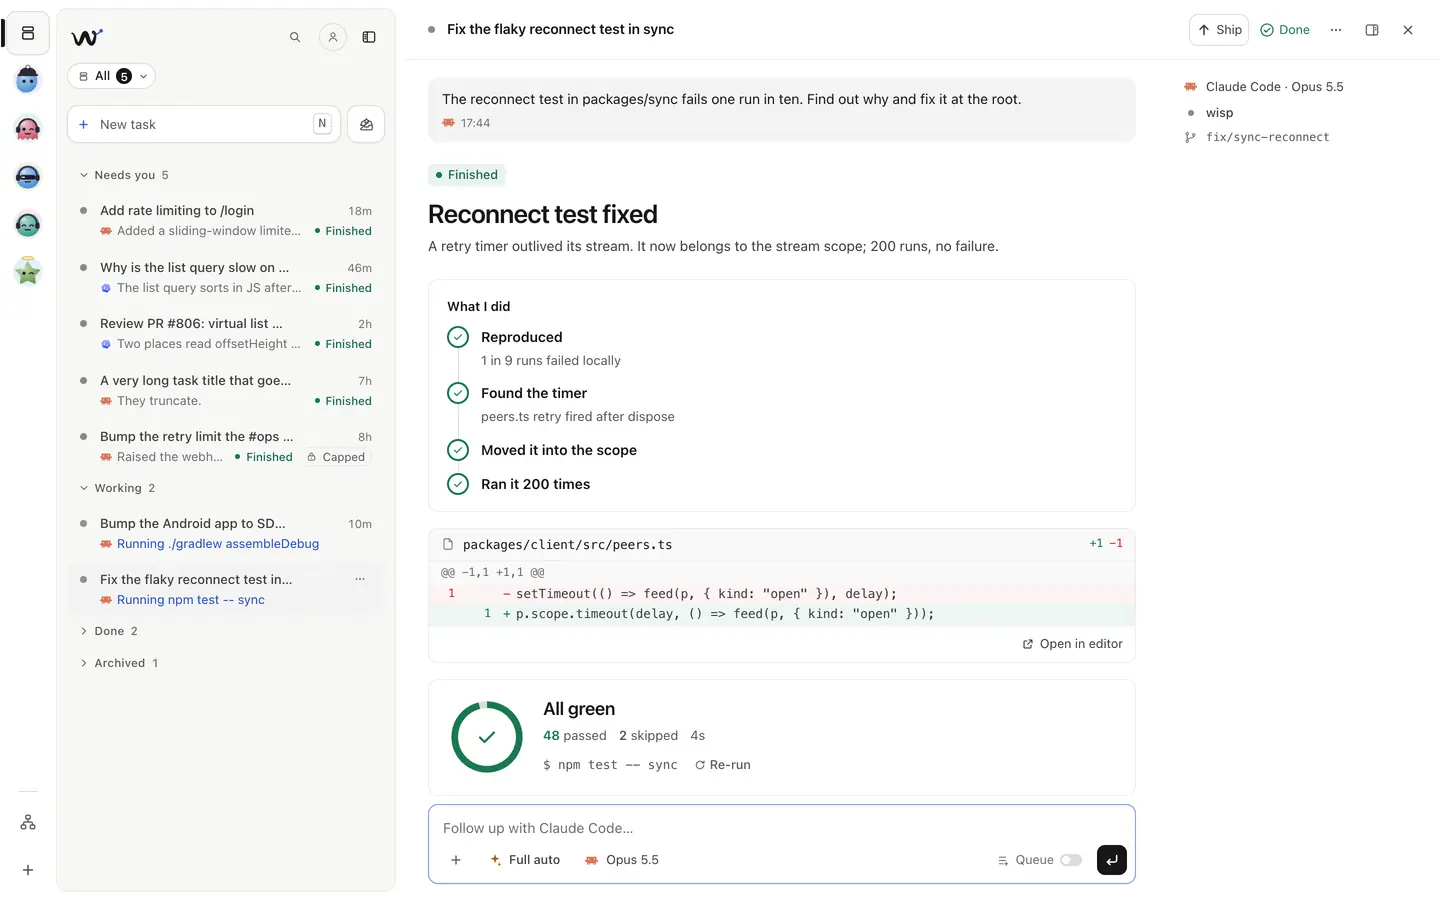 All 5
New task N
Needs you 5
Add rate limiting to /login 18m
Added a sliding-window limite... Finished
Why is the list query slow on ... 46m
The list query sorts in JS after... Finished
Review PR #806: virtual list ... 2h
Two places read offsetHeight ... Finished
A very long task title that goe... 7h
They truncate. Finished
Bump the retry limit the #ops ... 8h
Raised the webh... Finished Capped
Working 2
Bump the Android app to SD... 10m
Running ./gradlew assembleDebug
Fix the flaky reconnect test in...
Running npm test -- sync
Done 2
Archived 1
Fix the flaky reconnect test in sync
Ship Done
The reconnect test in packages/sync fails one run in ten. Find out why and fix it at the root.
17:44
Finished
Reconnect test fixed
A retry timer outlived its stream. It now belongs to the stream scope; 200 runs, no failure.
What I did
Reproduced
1 in 9 runs failed locally
Found the timer
peers.ts retry fired after dispose
Moved it into the scope
Ran it 200 times
packages/client/src/peers.ts +1 −1
@@ −1,1 +1,1 @@
1 − setTimeout(() => feed(p, { kind: "open" }), delay);
1 + p.scope.timeout(delay, () => feed(p, { kind: "open" }));
Open in editor
All green
48 passed 2 skipped 4s
$ npm test -- sync Re-run
Follow up with Claude Code...
Full auto Opus 5.5 Queue
Claude Code · Opus 5.5
wisp
fix/sync-reconnect